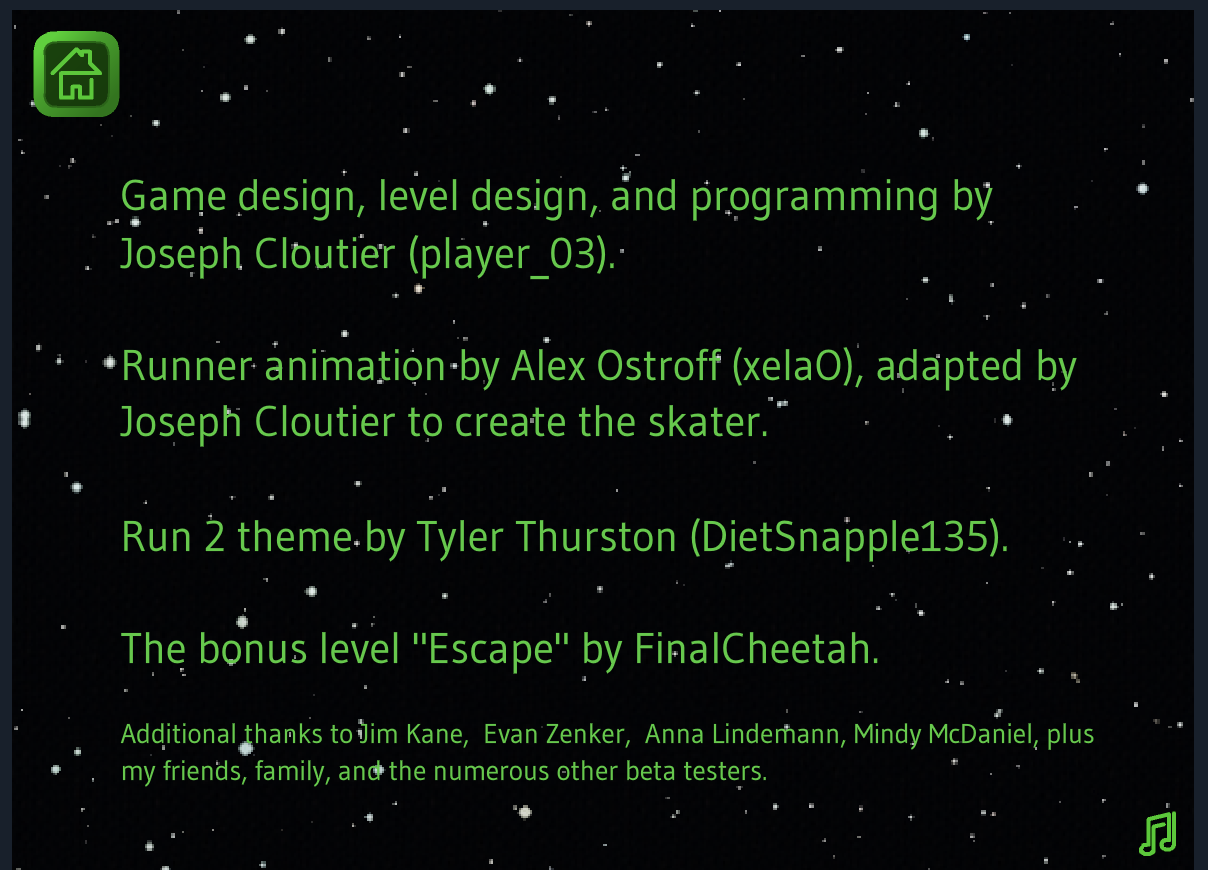 Game design, level design, and programming by
Joseph Cloutier (player_03).
Runner animation by Alex Ostroff (xelaO), adapted by
Joseph Cloutier to create the skater.
Run 2 theme by Tyler Thurston (DietSnapple135).
The bonus level "Escape" by FinalCheetah.
Additional thanks to Jim Kane,  Evan Zenker,  Anna Lindemann, Mindy McDaniel, plus
my friends, family, and the numerous other beta testers.